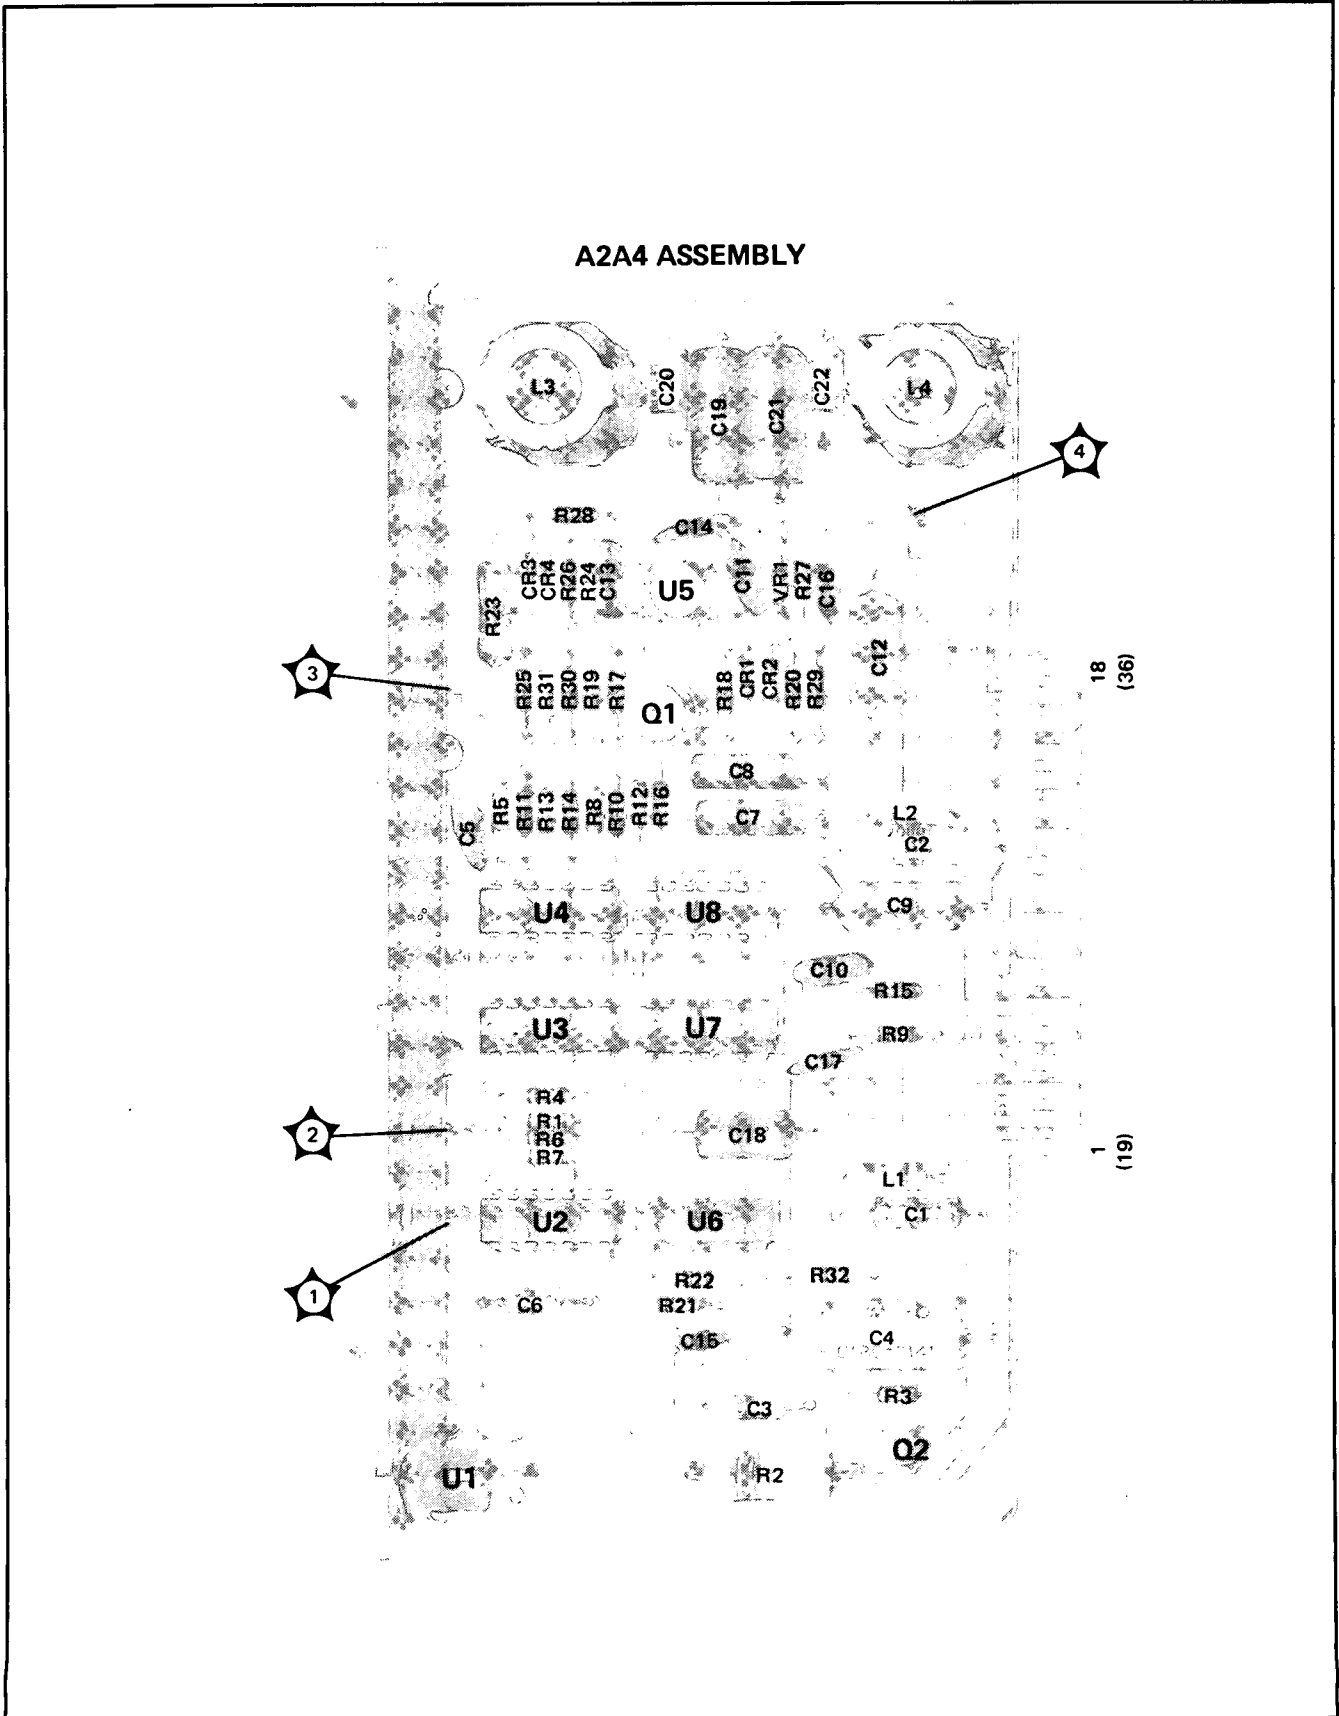 A2A4 ASSEMBLY
L3
C20
C19
C21
C22
L4
4
R28
C14
CR3
CR4
R26
R24
C13
U5
C11
VR1
R27
C16
R23
3
R25
R31
R30
R19
R17
Q1
R18
CR1
CR2
R20
R29
C12
18
(36)
C8
R5
R11
R13
R14
R8
R10
R12
R16
C7
L2
C5
C2
U4
U8
C9
C10
R15
U3
U7
R9
C17
R4
2
R1
R6
R7
C18
1
(19)
L1
U2
U6
C1
R22
R32
1
C6
R21
C15
C4
R3
C3
Q2
U1
R2